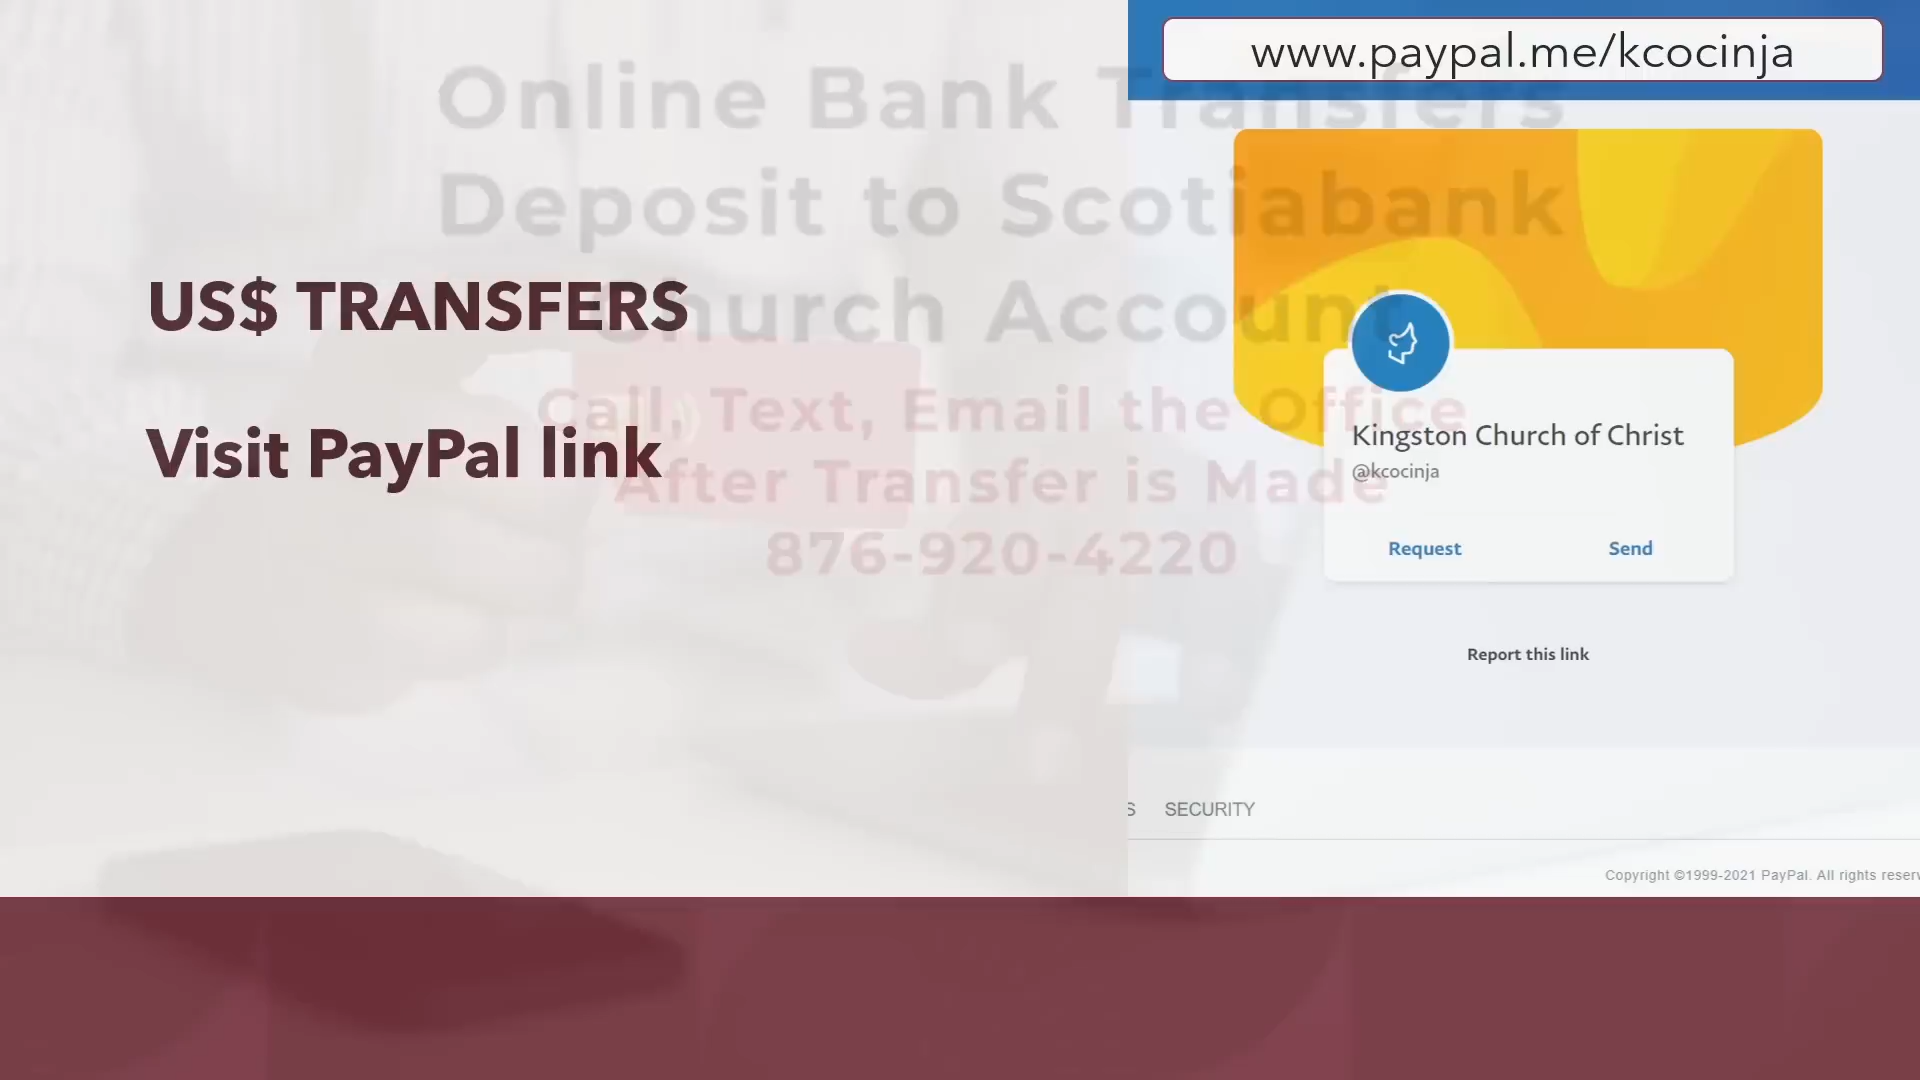 www.paypal.me/kcocinja
Online Bank Transfers
Deposit to Scotiabank
Church Account
US$ TRANSFERS
Call, Text, Email the Office
Visit PayPal link
After Transfer is Made
876-920-4220
Kingston Church of Christ
@kcocinja
Request Send
Report this link
S SECURITY
Copyright ©1999-2021 PayPal. All rights reserv